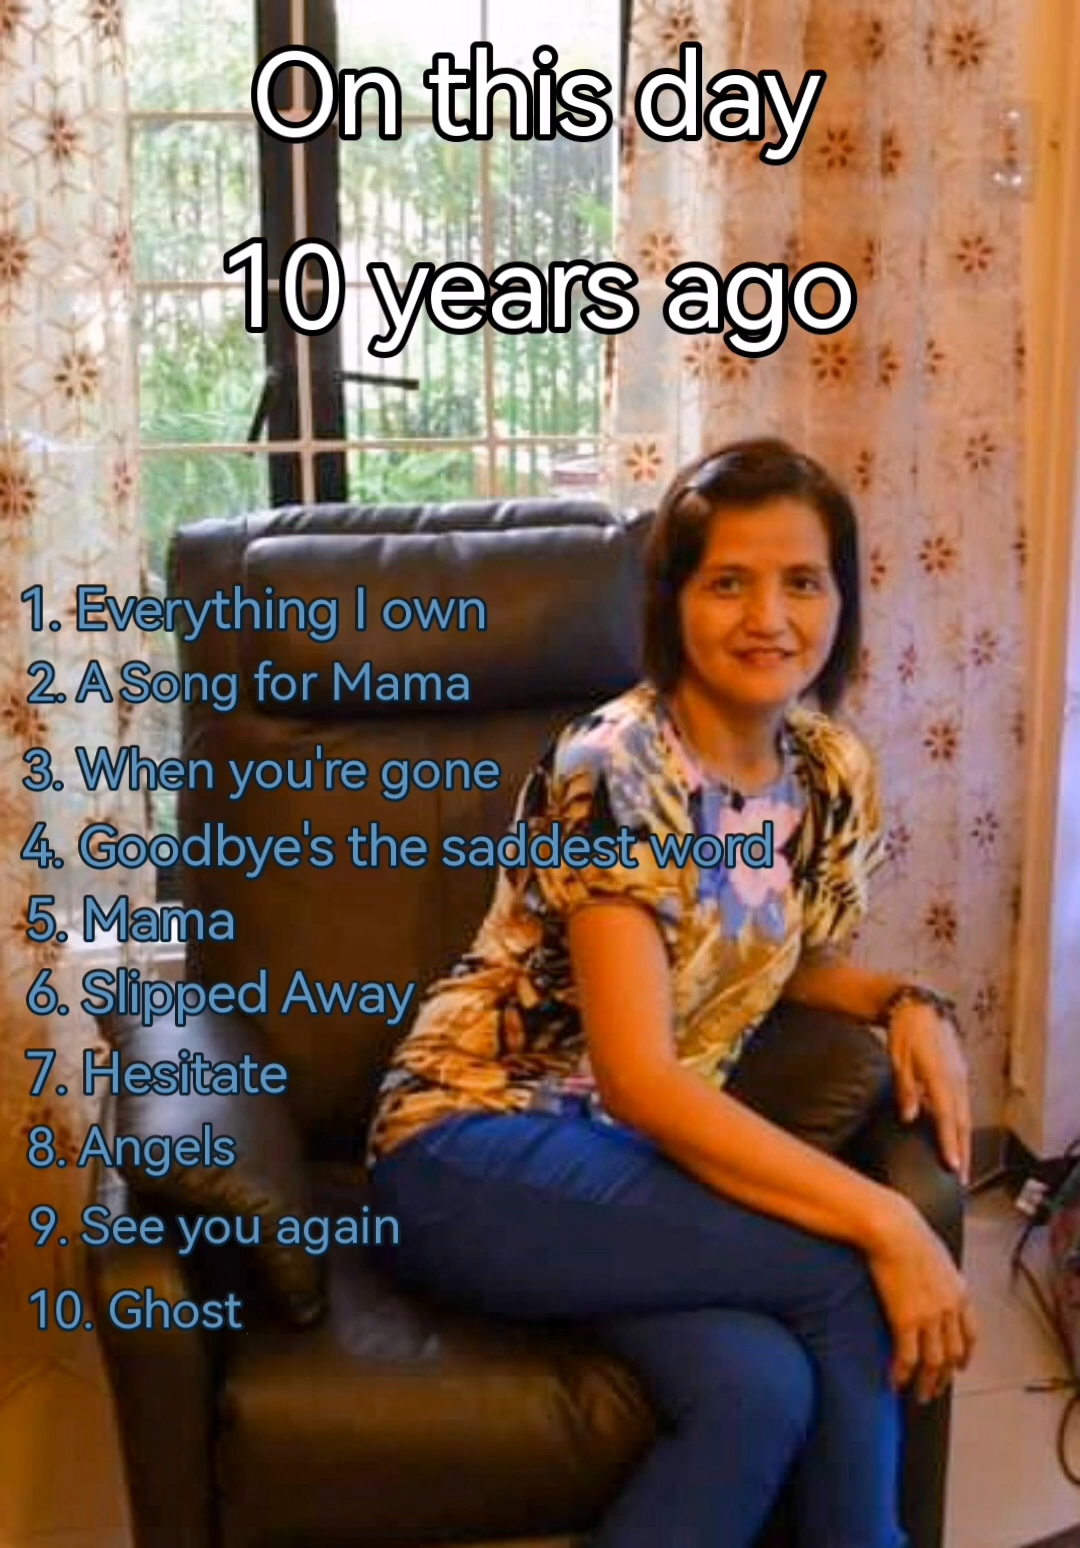 On this day
10 years ago
1. Everything I own
2. A Song for Mama
3. When you're gone
4. Goodbye's the saddest word
5. Mama
6. Slipped Away
7. Hesitate
8. Angels
9. See you again
10. Ghost